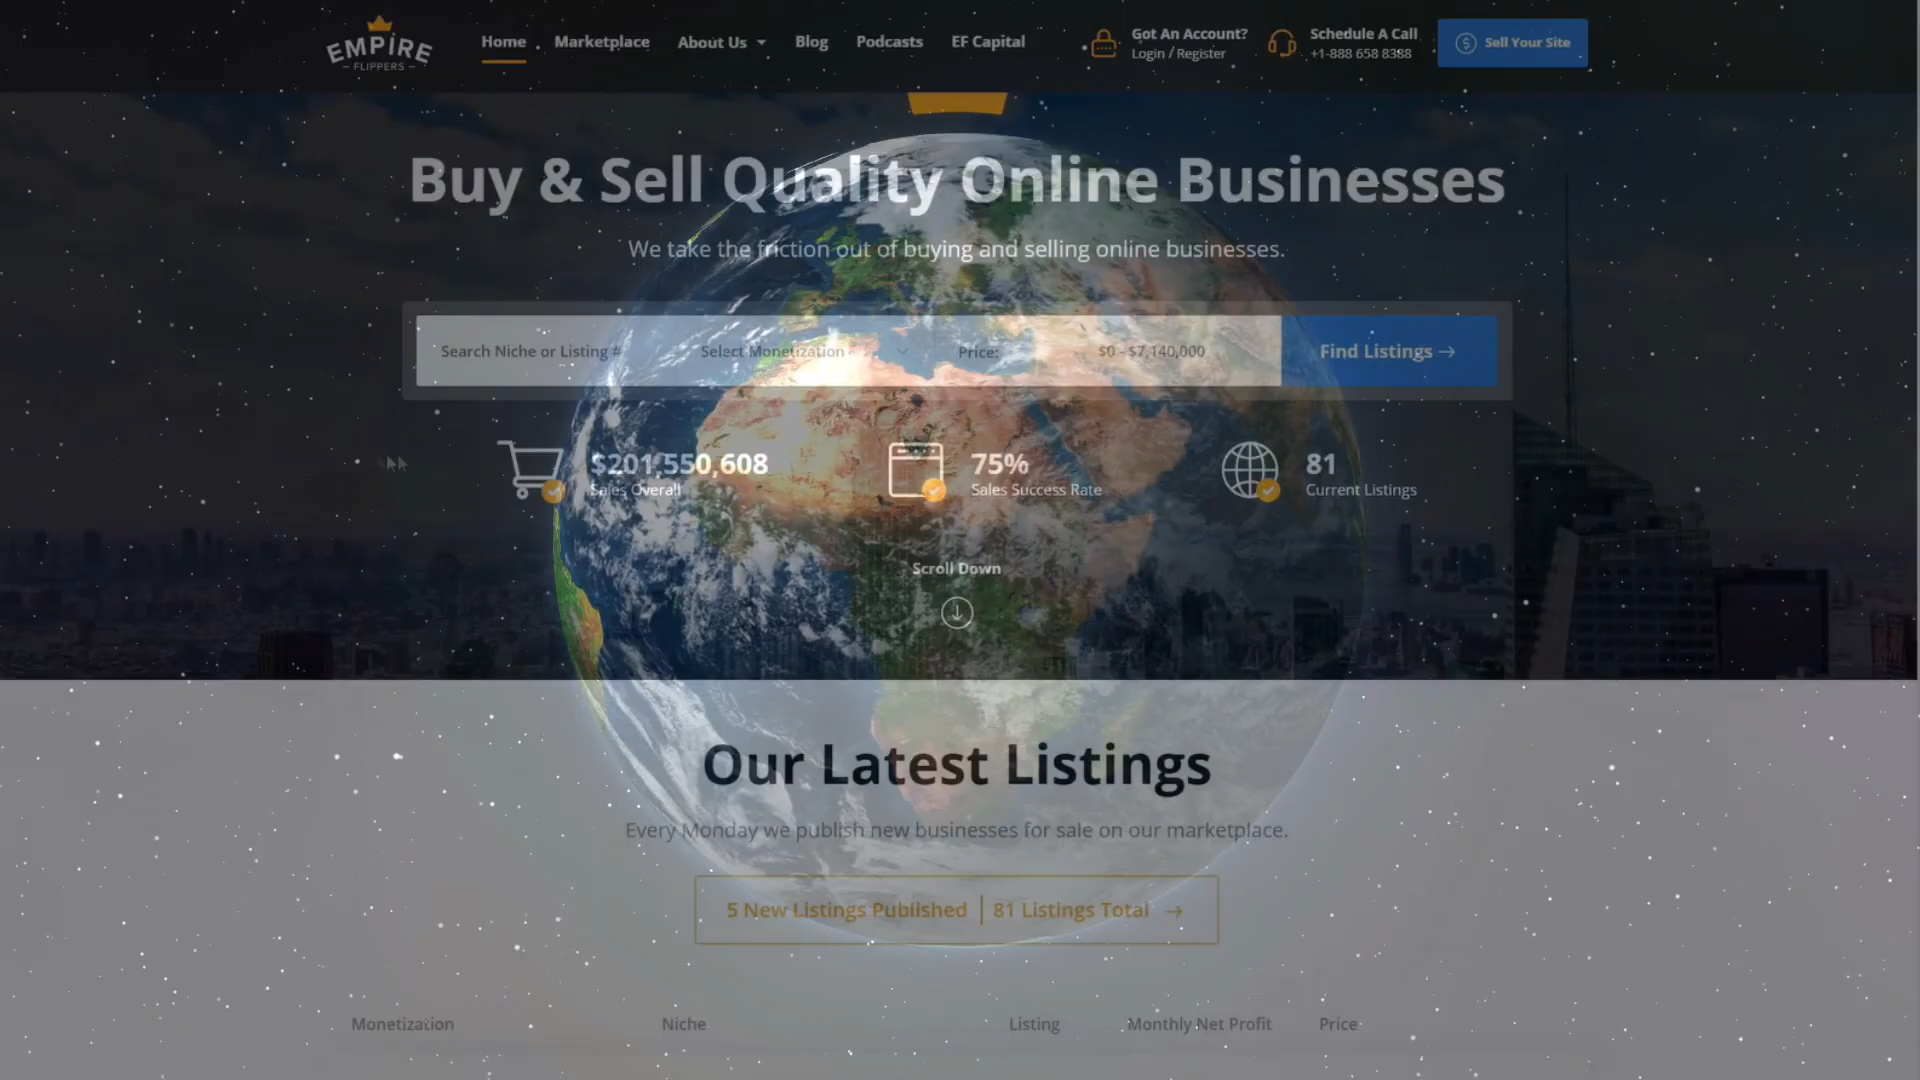 EMPIRE
FLIPPERS
Home
Marketplace
About Us
Blog
Podcasts
EF Capital
Got An Account?
Login / Register
Schedule A Call
+1-888 658 8388
Sell Your Site
Buy & Sell Quality Online Businesses
We take the friction out of buying and selling online businesses.
Search Niche or Listing #
Select Monetization
Price:
$0 - $7,140,000
Find Listings →
$201,550,608
Sales Overall
75%
Sales Success Rate
81
Current Listings
Scroll Down
Our Latest Listings
Every Monday we publish new businesses for sale on our marketplace.
5 New Listings Published | 81 Listings Total →
Monetization
Niche
Listing
Monthly Net Profit
Price